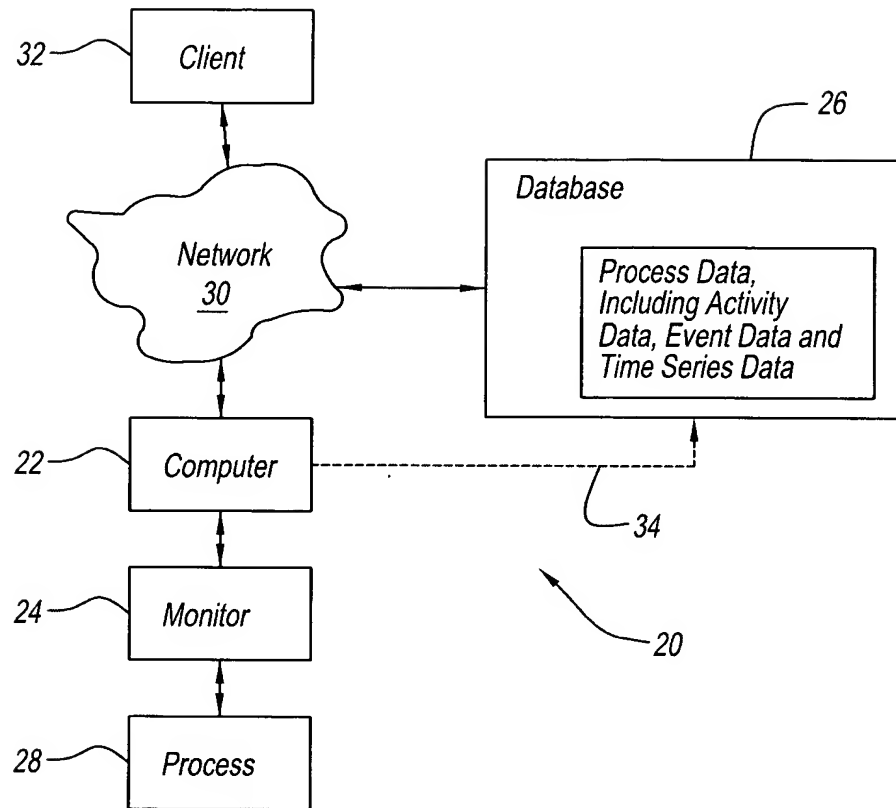 32
Client
26
Database
Network
30
Process Data,
Including Activity
Data, Event Data and
Time Series Data
22
Computer
34
24
Monitor
20
28
Process